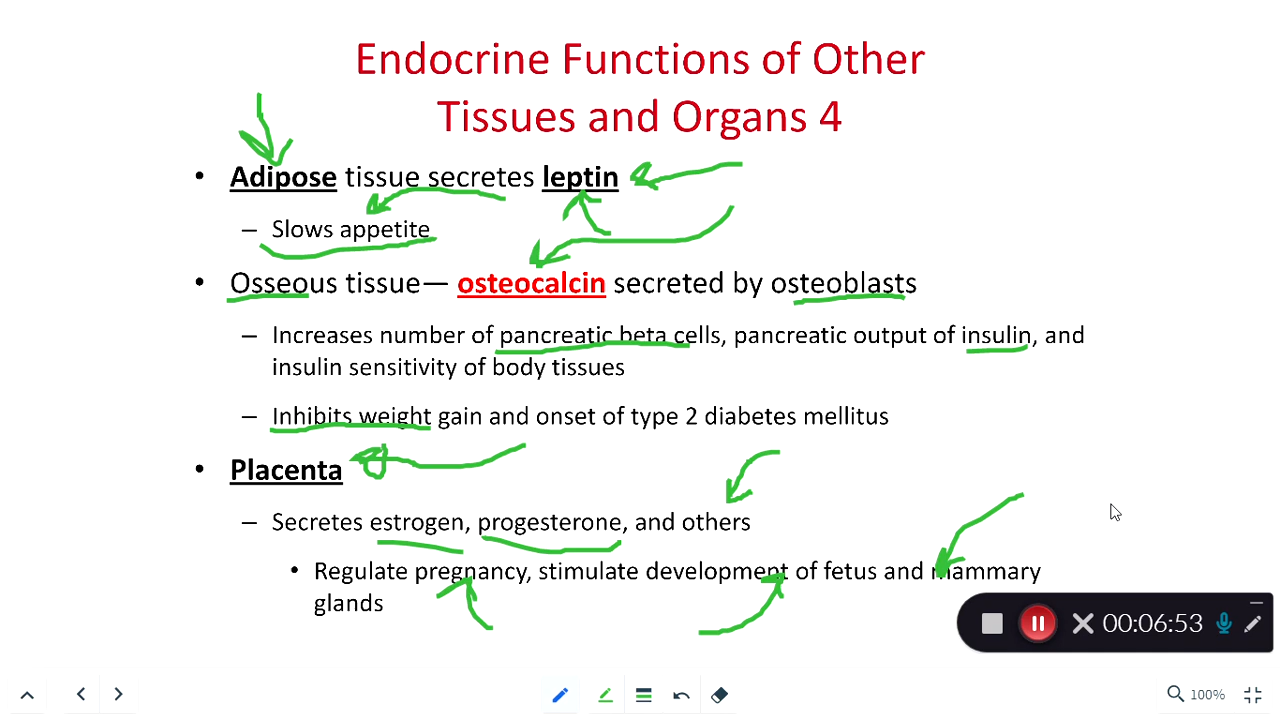 Endocrine Functions of Other
Tissues and Organs 4
• Adipose tissue secretes leptin
– Slows appetite
• Osseous tissue— osteocalcin secreted by osteoblasts
– Increases number of pancreatic beta cells, pancreatic output of insulin, and
insulin sensitivity of body tissues
– Inhibits weight gain and onset of type 2 diabetes mellitus
• Placenta
– Secretes estrogen, progesterone, and others
• Regulate pregnancy, stimulate development of fetus and mammary
glands
00:06:53
100%